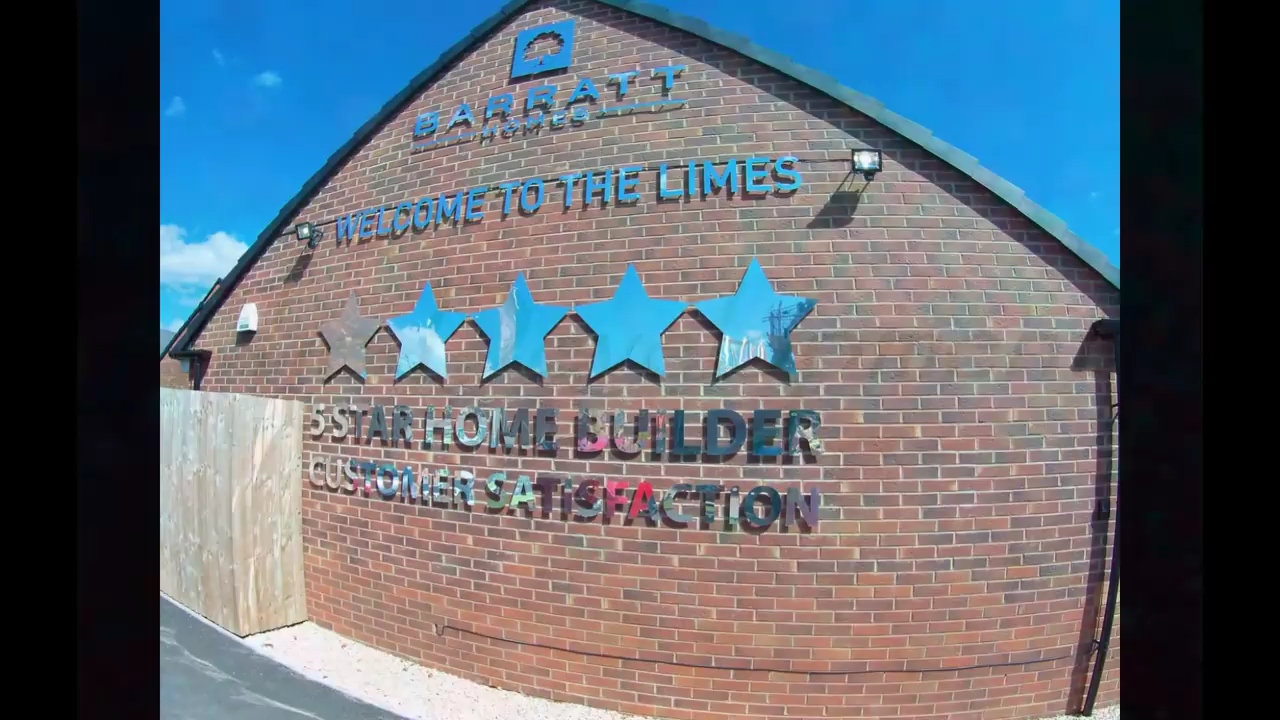 BARRATT
HOMES
WELCOME TO THE LIMES
5 STAR HOME BUILDER
CUSTOMER SATISFACTION